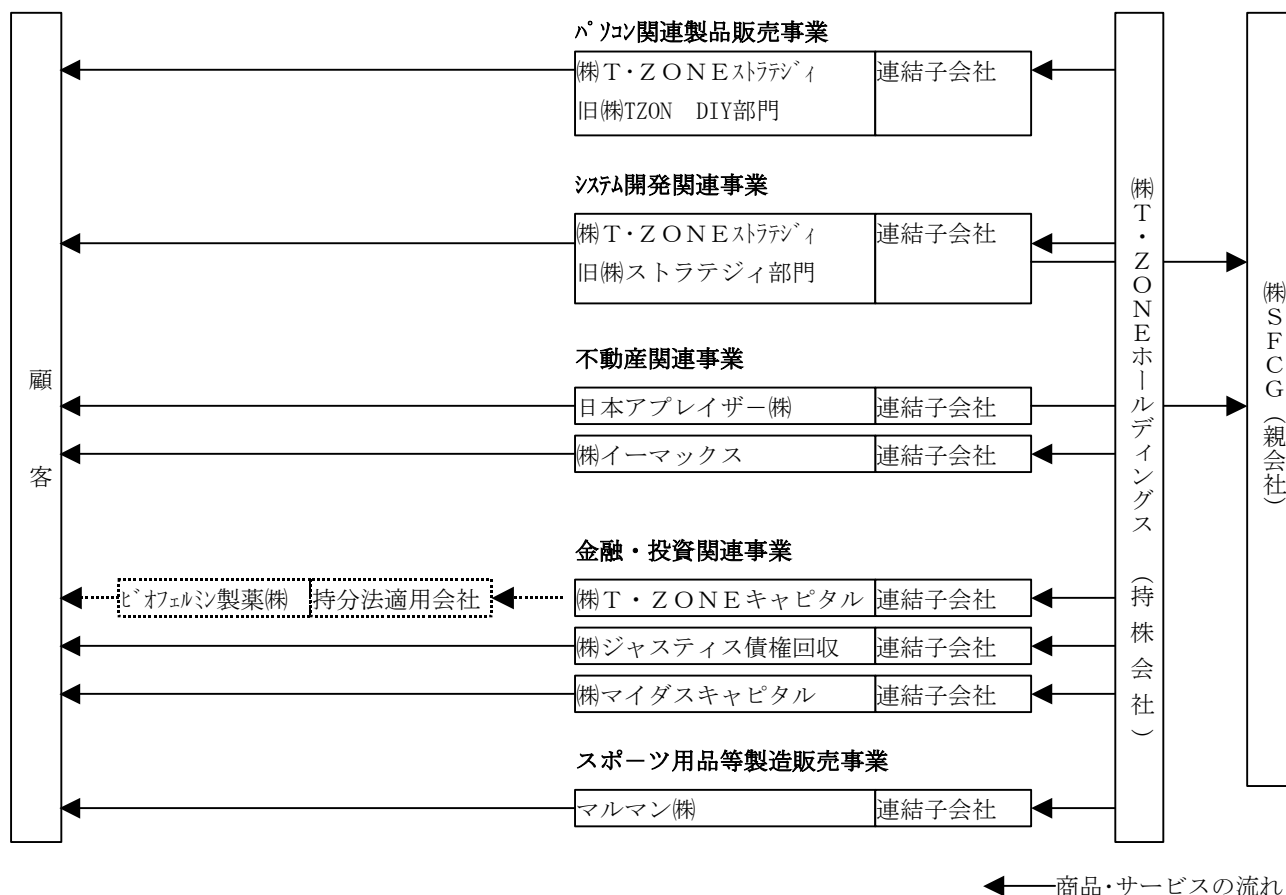 顧客
ﾊﾟｿｺﾝ関連製品販売事業
㈱Ｔ・ＺＯＮＥｽﾄﾗﾃｼﾞｨ 連結子会社
旧㈱TZON　DIY部門
ｼｽﾃﾑ開発関連事業
㈱Ｔ・ＺＯＮＥｽﾄﾗﾃｼﾞｨ 連結子会社
旧㈱ストラテジィ部門
不動産関連事業
日本アプレイザー㈱ 連結子会社
㈱イーマックス 連結子会社
金融・投資関連事業
ﾋﾞｵﾌｪﾙﾐﾝ製薬㈱ 持分法適用会社 ㈱Ｔ・ＺＯＮＥキャピタル 連結子会社
㈱ジャスティス債権回収 連結子会社
㈱マイダスキャピタル 連結子会社
スポーツ用品等製造販売事業
マルマン㈱ 連結子会社
㈱Ｔ・ＺＯＮＥホールディングス（持株会社）
㈱ＳＦＣＧ（親会社）
商品・サービスの流れ